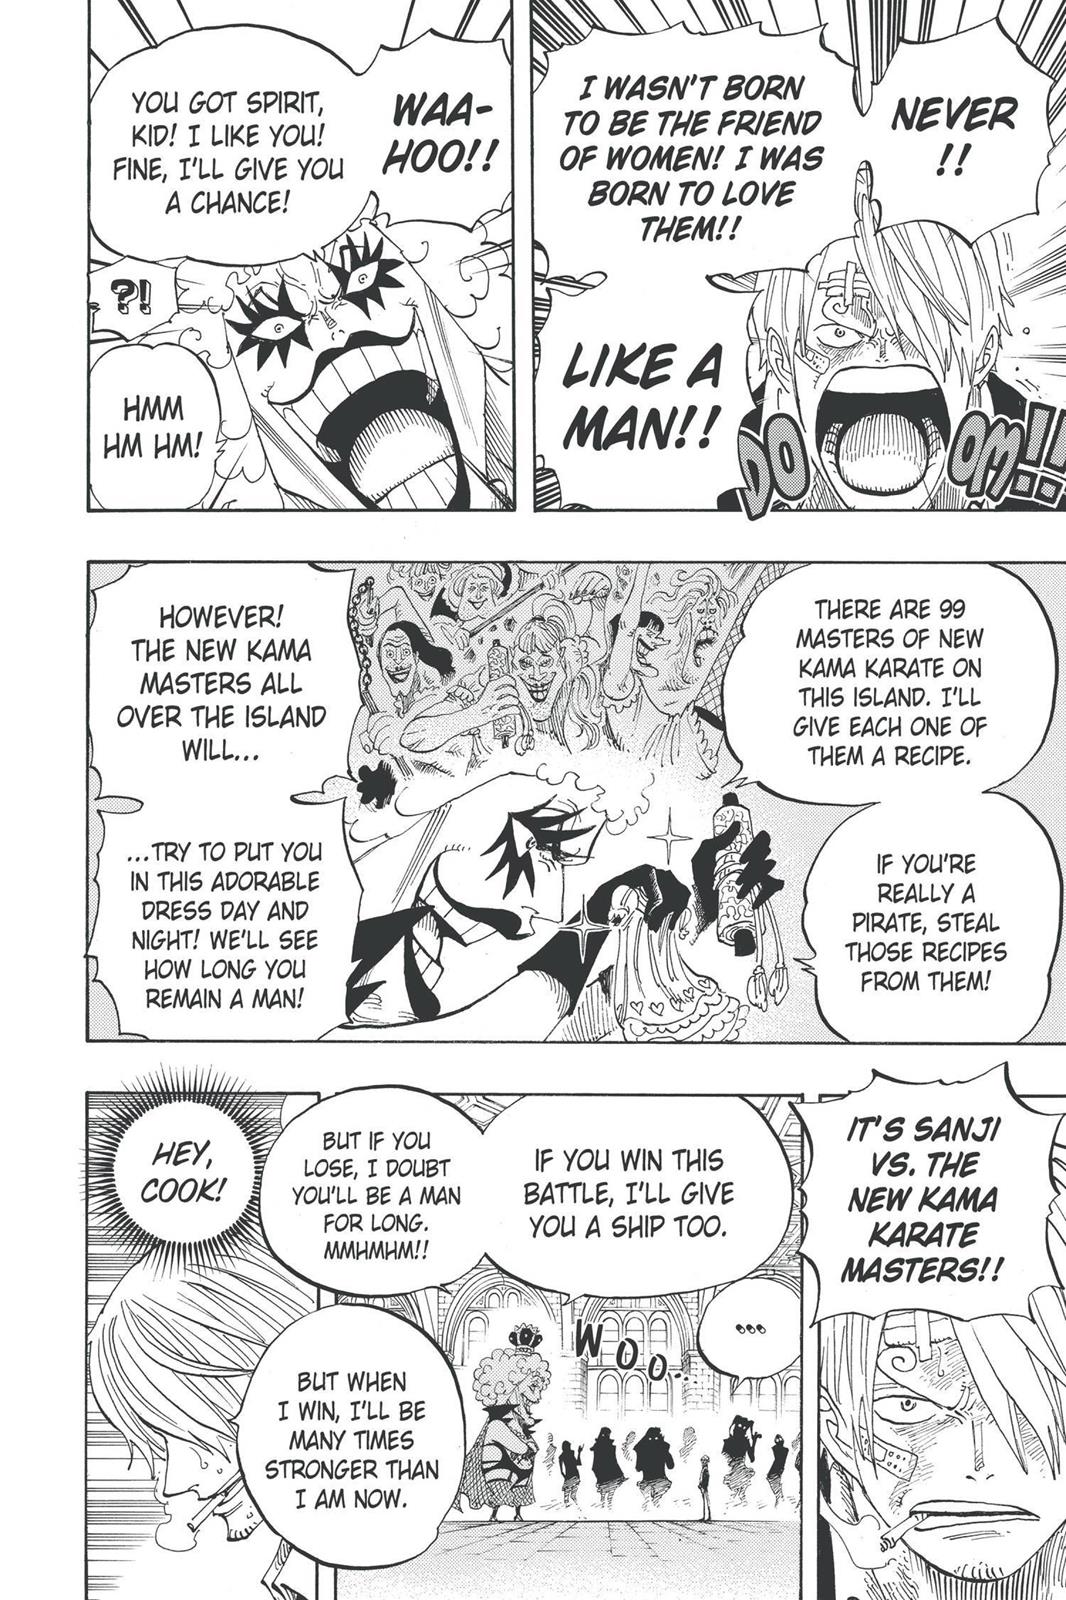 NEVER
!!
I WASN'T BORN
TO BE THE FRIEND
OF WOMEN! I WAS
BORN TO LOVE
THEM!!
LIKE A
MAN!!
DOOM!!
WAA-
HOO!!
YOU GOT SPIRIT,
KID! I LIKE YOU!
FINE, I'LL GIVE YOU
A CHANCE!
?!
HMM
HM HM!
THERE ARE 99
MASTERS OF NEW
KAMA KARATE ON
THIS ISLAND. I'LL
GIVE EACH ONE OF
THEM A RECIPE.
IF YOU'RE
REALLY A
PIRATE, STEAL
THOSE RECIPES
FROM THEM!
HOWEVER!
THE NEW KAMA
MASTERS ALL
OVER THE ISLAND
WILL...
...TRY TO PUT YOU
IN THIS ADORABLE
DRESS DAY AND
NIGHT! WE'LL SEE
HOW LONG YOU
REMAIN A MAN!
IT'S SANJI
VS. THE
NEW KAMA
KARATE
MASTERS!!
IF YOU WIN THIS
BATTLE, I'LL GIVE
YOU A SHIP TOO.
...
WOO...
BUT IF YOU
LOSE, I DOUBT
YOU'LL BE A MAN
FOR LONG.
MMHMHM!!
HEY,
COOK!
BUT WHEN
I WIN, I'LL BE
MANY TIMES
STRONGER THAN
I AM NOW.